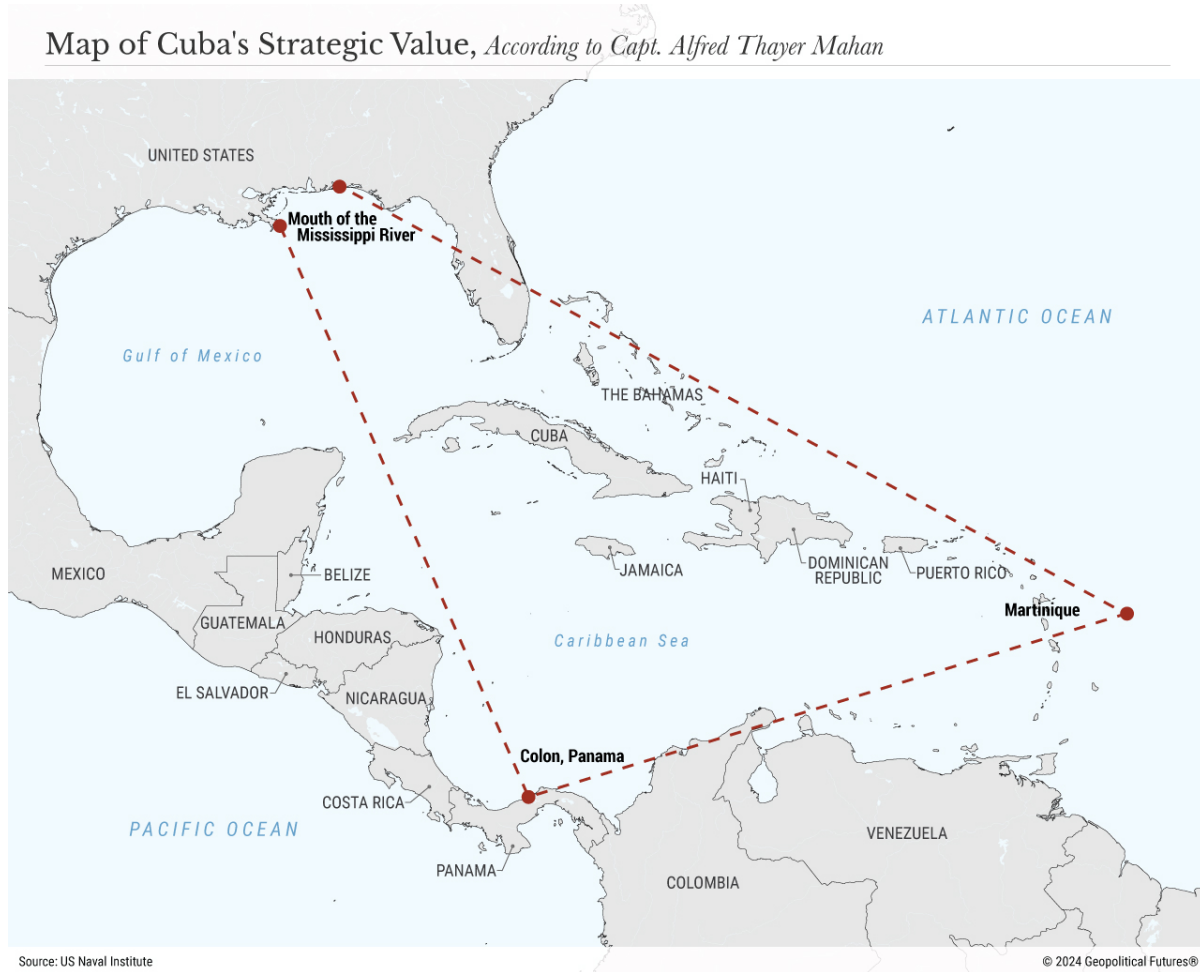 Map of Cuba's Strategic Value, According to Capt. Alfred Thayer Mahan
UNITED STATES
Mouth of the
Mississippi River
ATLANTIC OCEAN
Gulf of Mexico
THE BAHAMAS
CUBA
HAITI
JAMAICA
DOMINICAN
REPUBLIC
PUERTO RICO
MEXICO
BELIZE
Martinique
GUATEMALA
HONDURAS
Caribbean Sea
EL SALVADOR
NICARAGUA
Colon, Panama
COSTA RICA
PACIFIC OCEAN
VENEZUELA
PANAMA
COLOMBIA
Source: US Naval Institute
© 2024 Geopolitical Futures®